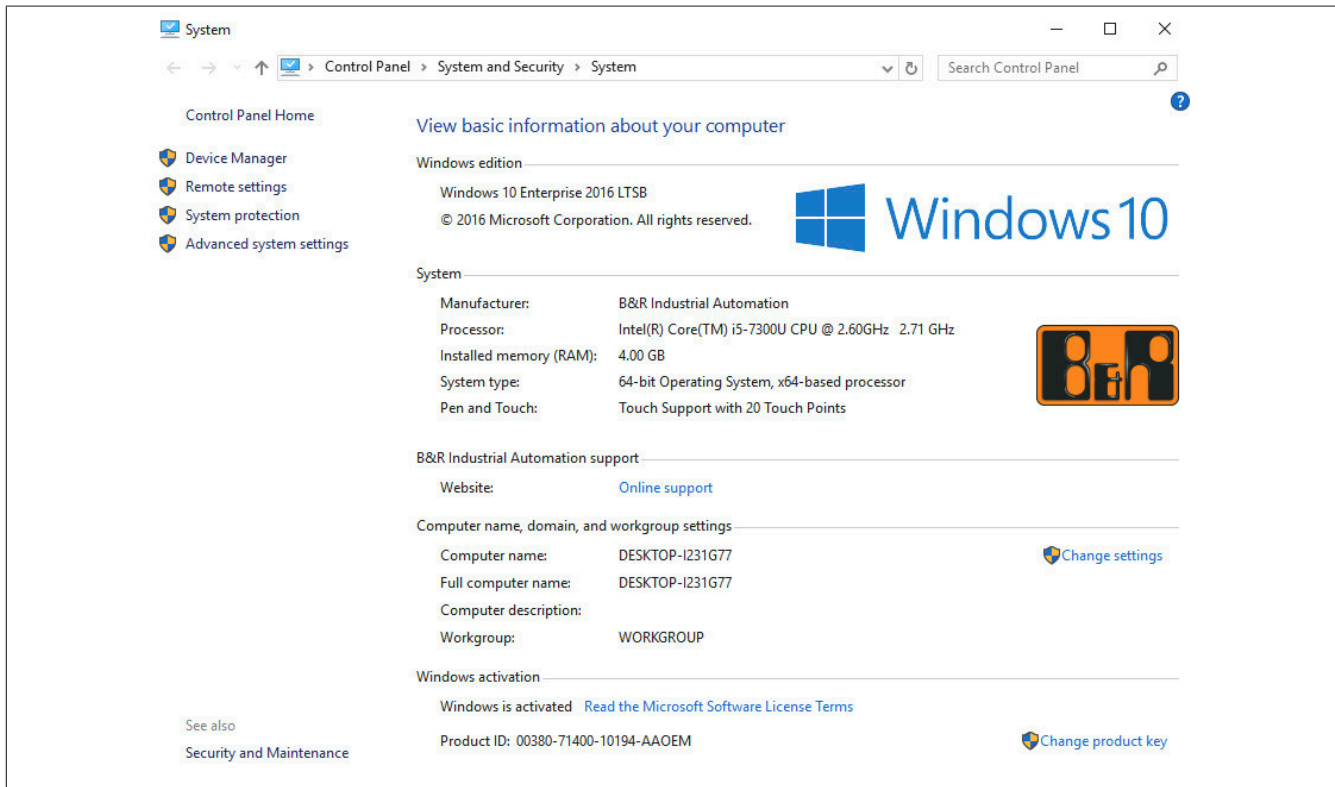 System
Control Panel > System and Security > System
Search Control Panel
?
Control Panel Home
Device Manager
Remote settings
System protection
Advanced system settings
View basic information about your computer
Windows edition
Windows 10 Enterprise 2016 LTSB
© 2016 Microsoft Corporation. All rights reserved.
Windows 10
System
Manufacturer: B&R Industrial Automation
Processor: Intel(R) Core(TM) i5-7300U CPU @ 2.60GHz 2.71 GHz
Installed memory (RAM): 4.00 GB
System type: 64-bit Operating System, x64-based processor
Pen and Touch: Touch Support with 20 Touch Points
B&R
B&R Industrial Automation support
Website: Online support
Computer name, domain, and workgroup settings
Computer name: DESKTOP-I231G77
Change settings
Full computer name: DESKTOP-I231G77
Computer description:
Workgroup: WORKGROUP
Windows activation
Windows is activated Read the Microsoft Software License Terms
Product ID: 00380-71400-10194-AAOEM
Change product key
See also
Security and Maintenance